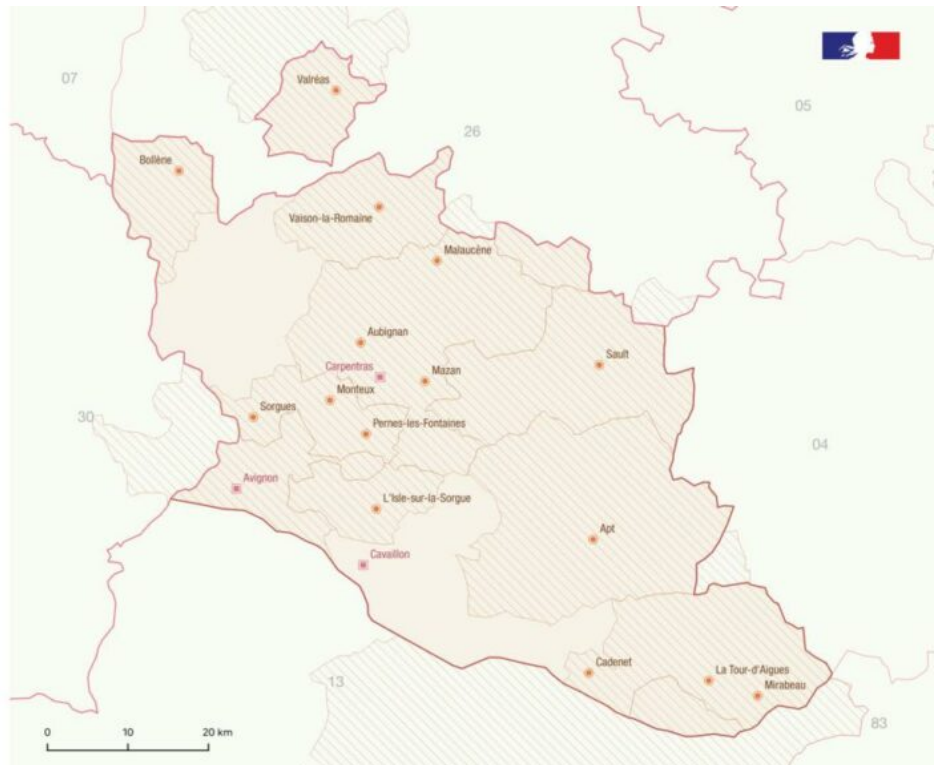 07
Valréas
05
26
Bollène
Vaison-la-Romaine
Malaucène
Aubignan
Sault
Carpentras
Mazan
Monteux
Sorgues
30
Pernes-les-Fontaines
04
Avignon
L'Isle-sur-la-Sorgue
Apt
Cavaillon
Cadenet
La Tour-d'Aigues
13
Mirabeau
83
0
10
20 km